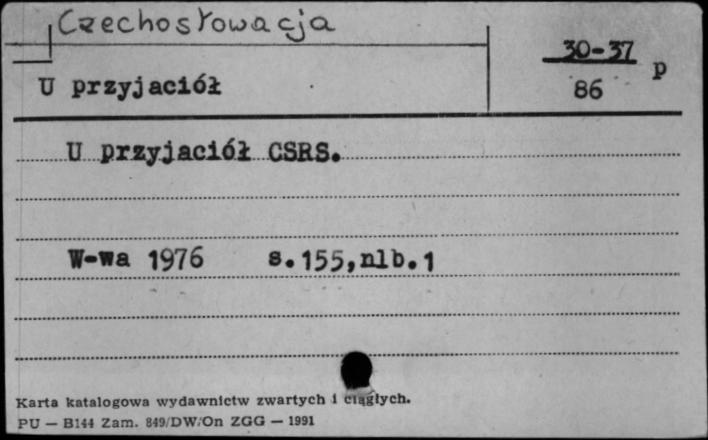 Czechosłowacja
30-37 p
U przyjaciół
86
U przyjaciół CSRS.
W-wa 1976 s.155,nlb.1
Karta katalogowa wydawnictw zwartych i ciągłych.
PU — B144 Zam. 849/DW/On ZGG — 1991